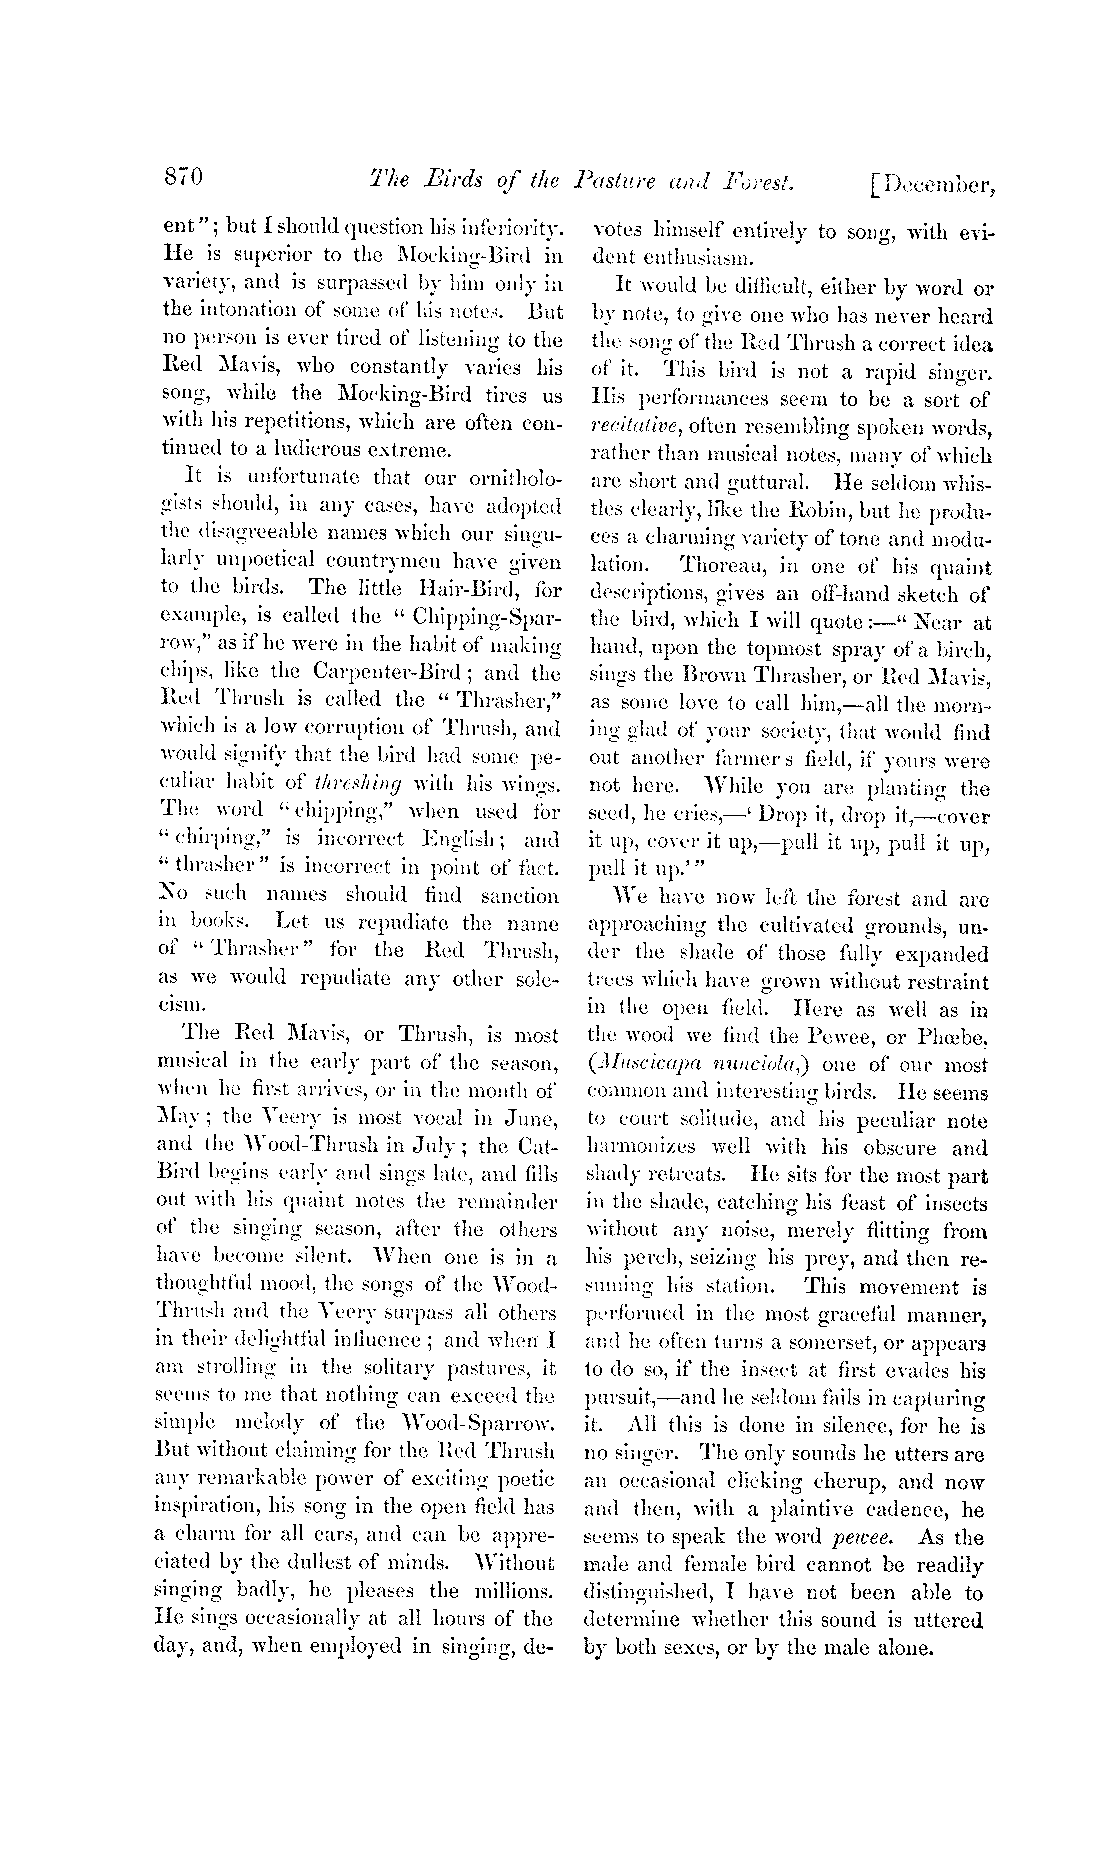 870 The Birds of the Pasture and Forest. [December,
ent"; but I should question his inferiority.
He is superior to the Mocking-Bird in
variety, and is surpassed by him only in
the intonation of some of his notes. But
no person is ever tired of listening to the
Red Mavis, who constantly varies his
song, while the Mocking-Bird tires us
with his repetitions, which are often con-
tinued to a ludicrous extreme.
It is unfortunate that our ornitholo-
gists should, in any cases, have adopted
the disagreeable names which our singu-
larly unpoetical countrymen have given
to the birds. The little Hair-Bird, for
example, is called the "Chipping-Spar-
row," as if he were in the habit of making
chips, like the Carpenter-Bird; and the
Red Thrush is called the "Thrasher,"
which is a low corruption of Thrush, and
would signify that the bird had some pe-
culiar habit of threshing with his wings.
The word "chipping," when used for
"chirping," is incorrect English; and
"thrasher" is incorrect in point of fact.
No such names should find sanction
in books. Let us repudiate the name
of "Thrasher" for the Red Thrush,
as we would repudiate any other sole-
cism.
The Red Mavis, or Thrush, is most
musical in the early part of the season,
when he first arrives, or in the month of
May; the Veery is most vocal in June,
and the Wood-Thrush in July; the Cat-
Bird begins early and sings late, and fills
out with his quaint notes the remainder
of the singing season, after the others
have become silent. When one is in a
thoughtful mood, the songs of the Wood-
Thrush and the Veery surpass all others
in their delightful influence; and when I
am strolling in the solitary pastures, it
seems to me that nothing can exceed the
simple melody of the Wood-Sparrow.
But without claiming for the Red Thrush
any remarkable power of exciting poetic
inspiration, his song in the open field has
a charm for all ears, and can be appre-
ciated by the dullest of minds. Without
singing badly, he pleases the millions.
He sings occasionally at all hours of the
day, and, when employed in singing, de-
votes himself entirely to song, with evi-
dent enthusiasm.
It would be difficult, either by word or
by note, to give one who has never heard
the song of the Red Thrush a correct idea
of it. This bird is not a rapid singer.
His performances seem to be a sort of
recitative, often resembling spoken words,
rather than musical notes, many of which
are short and guttural. He seldom whis-
tles clearly, like the Robin, but he produ-
ces a charming variety of tone and modu-
lation. Thoreau, in one of his quaint
descriptions, gives an off-hand sketch of
the bird, which I will quote:—"Near at
hand, upon the topmost spray of a birch,
sings the Brown Thrasher, or Red Mavis,
as some love to call him,—all the morn-
ing glad of your society, that would find
out another farmer s field, if yours were
not here. While you are planting the
seed, he cries,—'Drop it, drop it,—cover
it up, cover it up,—pull it up, pull it up,
pull it up.'"
We have now left the forest and are
approaching the cultivated grounds, un-
der the shade of those fully expanded
trees which have grown without restraint
in the open field. Here as well as in
the wood we find the Pewee, or Phœbe,
(Muscicapa nunciola,) one of our most
common and interesting birds. He seems
to court solitude, and his peculiar note
harmonizes well with his obscure and
shady retreats. He sits for the most part
in the shade, catching his feast of insects
without any noise, merely flitting from
his perch, seizing his prey, and then re-
suming his station. This movement is
performed in the most graceful manner,
and he often turns a somerset, or appears
to do so, if the insect at first evades his
pursuit,—and he seldom fails in capturing
it. All this is done in silence, for he is
no singer. The only sounds he utters are
an occasional clicking cherup, and now
and then, with a plaintive cadence, he
seems to speak the word pewee. As the
male and female bird cannot be readily
distinguished, I have not been able to
determine whether this sound is uttered
by both sexes, or by the male alone.